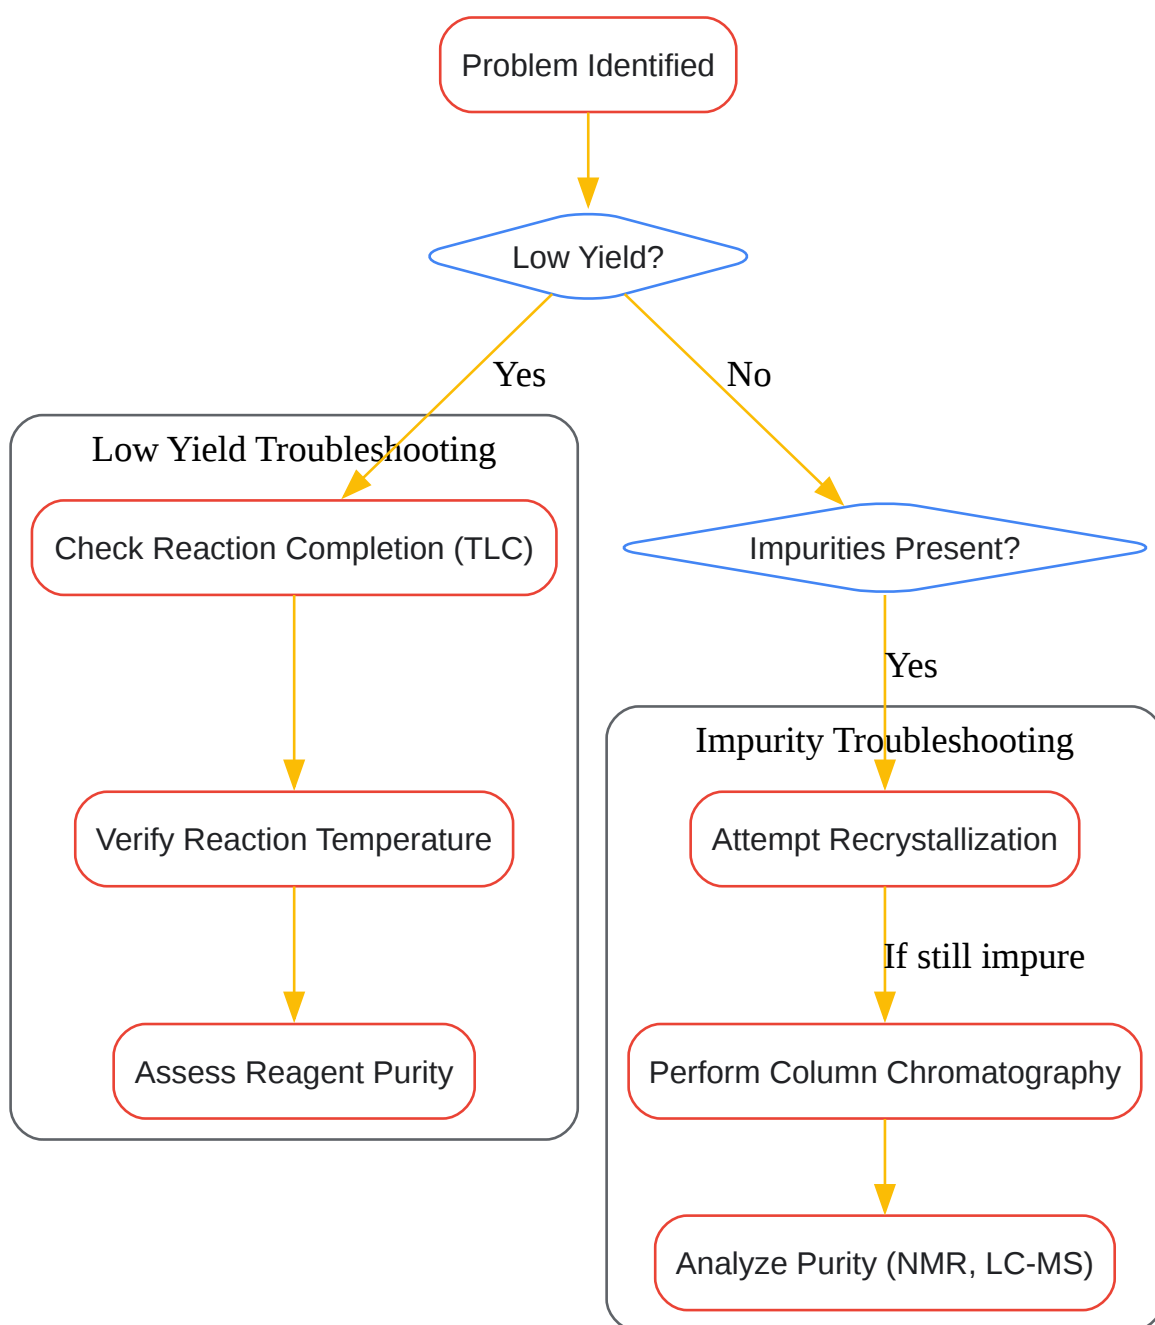 Problem Identified
Low Yield?
Yes
No
Low Yield Troubleshooting
Check Reaction Completion (TLC)
Impurities Present?
Yes
Impurity Troubleshooting
Verify Reaction Temperature
Attempt Recrystallization
If still impure
Assess Reagent Purity
Perform Column Chromatography
Analyze Purity (NMR, LC-MS)